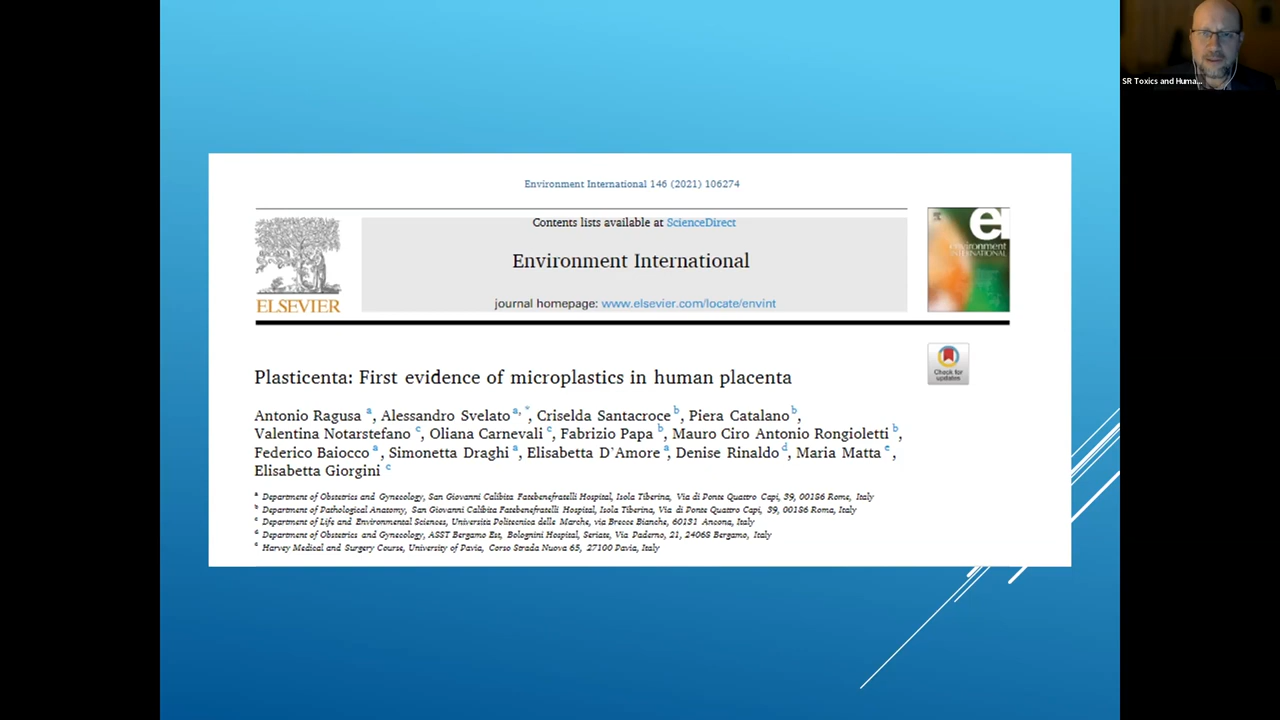 SR Toxics and Huma...
Environment International 146 (2021) 106274
Contents lists available at ScienceDirect
Environment International
journal homepage: www.elsevier.com/locate/envint
ELSEVIER
ei
environment
INTERNATIONAL
Check for
updates
Plasticenta: First evidence of microplastics in human placenta
Antonio Ragusa a, Alessandro Svelato a, *, Criselda Santacroce b, Piera Catalano b,
Valentina Notarstefano c, Oliana Carnevali c, Fabrizio Papa b, Mauro Ciro Antonio Rongioletti b,
Federico Baiocco a, Simonetta Draghi a, Elisabetta D'Amore a, Denise Rinaldo d, Maria Matta e,
Elisabetta Giorgini c
a Department of Obstetrics and Gynecology, San Giovanni Calibita Fatebenefratelli Hospital, Isola Tiberina, Via di Ponte Quattro Capi, 39, 00186 Rome, Italy
b Department of Pathological Anatomy, San Giovanni Calibita Fatebenefratelli Hospital, Isola Tiberina, Via di Ponte Quattro Capi, 39, 00186 Roma, Italy
c Department of Life and Environmental Sciences, Università Politecnica delle Marche, via Brecce Bianche, 60131 Ancona, Italy
d Department of Obstetrics and Gynecology, ASST Bergamo Est, Bolognini Hospital, Seriate, Via Paderno, 21, 24068 Bergamo, Italy
e Harvey Medical and Surgery Course, University of Pavia, Corso Strada Nuova 65, 27100 Pavia, Italy